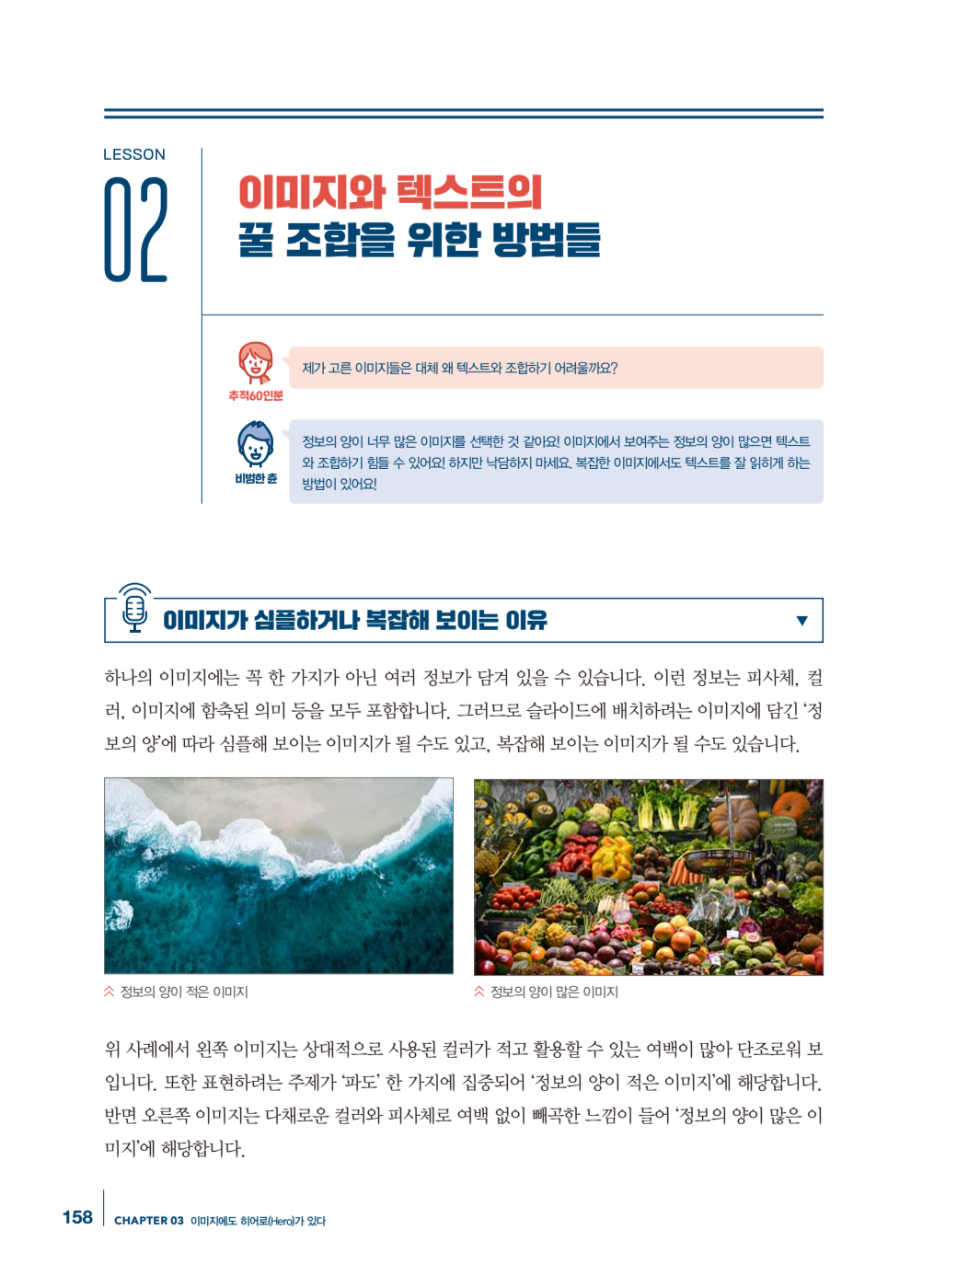 LESSON
02
이미지와 텍스트의
꿀 조합을 위한 방법들
제가 고른 이미지들은 대체 왜 텍스트와 조합하기 어려울까요?
추적60인분
정보의 양이 너무 많은 이미지를 선택한 것 같아요! 이미지에서 보여주는 정보의 양이 많으면 텍스트
와 조합하기 힘들 수 있어요! 하지만 낙담하지 마세요. 복잡한 이미지에서도 텍스트를 잘 읽히게 하는
방법이 있어요!
비범한 츈
이미지가 심플하거나 복잡해 보이는 이유
하나의 이미지에는 꼭 한 가지가 아닌 여러 정보가 담겨 있을 수 있습니다. 이런 정보는 피사체, 컬
러, 이미지에 함축된 의미 등을 모두 포함합니다. 그러므로 슬라이드에 배치하려는 이미지에 담긴 ‘정
보의 양’에 따라 심플해 보이는 이미지가 될 수도 있고, 복잡해 보이는 이미지가 될 수도 있습니다.
정보의 양이 적은 이미지
정보의 양이 많은 이미지
위 사례에서 왼쪽 이미지는 상대적으로 사용된 컬러가 적고 활용할 수 있는 여백이 많아 단조로워 보
입니다. 또한 표현하려는 주제가 ‘파도’ 한 가지에 집중되어 ‘정보의 양이 적은 이미지’에 해당합니다.
반면 오른쪽 이미지는 다채로운 컬러와 피사체로 여백 없이 빼곡한 느낌이 들어 ‘정보의 양이 많은 이
미지’에 해당합니다.
158 CHAPTER 03 이미지에도 히어로(Hero)가 있다